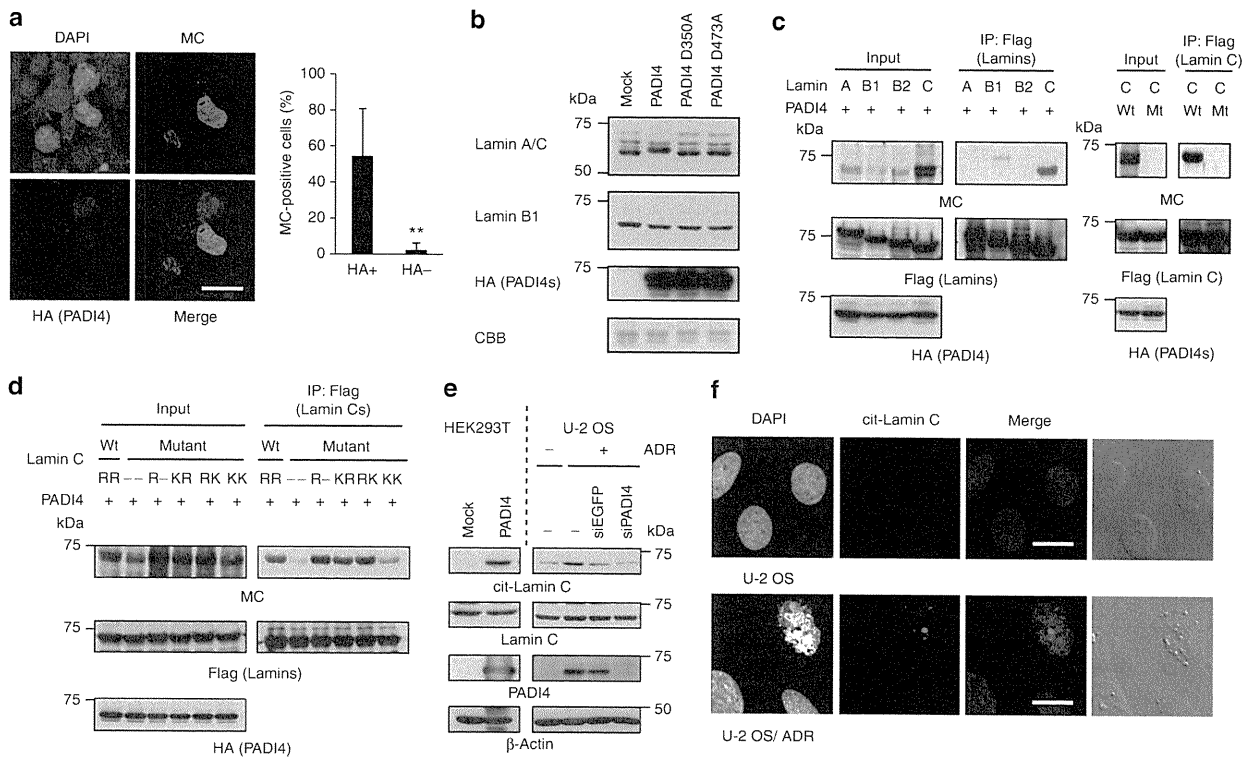 a
DAPI
MC
HA (PADI4)
Merge
MC-positive cells (%)
100
80
60
40
20
0
**
HA+
HA–
b
kDa
Mock
PADI4
PADI4 D350A
PADI4 D473A
Lamin A/C
75
50
Lamin B1
75
HA (PADI4s)
75
CBB
c
Input
IP: Flag
(Lamins)
Lamin A B1 B2 C A B1 B2 C
PADI4 + + + + + + + +
kDa
75
MC
75
Flag (Lamins)
75
HA (PADI4)
Input
IP: Flag
(Lamin C)
C C C C
Wt Mt Wt Mt
kDa
75
MC
75
Flag (Lamin C)
75
HA (PADI4s)
d
Input
IP: Flag
(Lamin Cs)
Wt Mutant Wt Mutant
Lamin C
RR –– R– KR RK KK RR –– R– KR RK KK
PADI4 + + + + + + + + + + + +
kDa
75
MC
75
Flag (Lamins)
75
HA (PADI4)
e
HEK293T
U-2 OS
– + ADR
Mock
PADI4
– – siEGFP siPADI4
kDa
75
cit-Lamin C
75
Lamin C
75
PADI4
50
β-Actin
f
DAPI
cit-Lamin C
Merge
U-2 OS
U-2 OS/ ADR